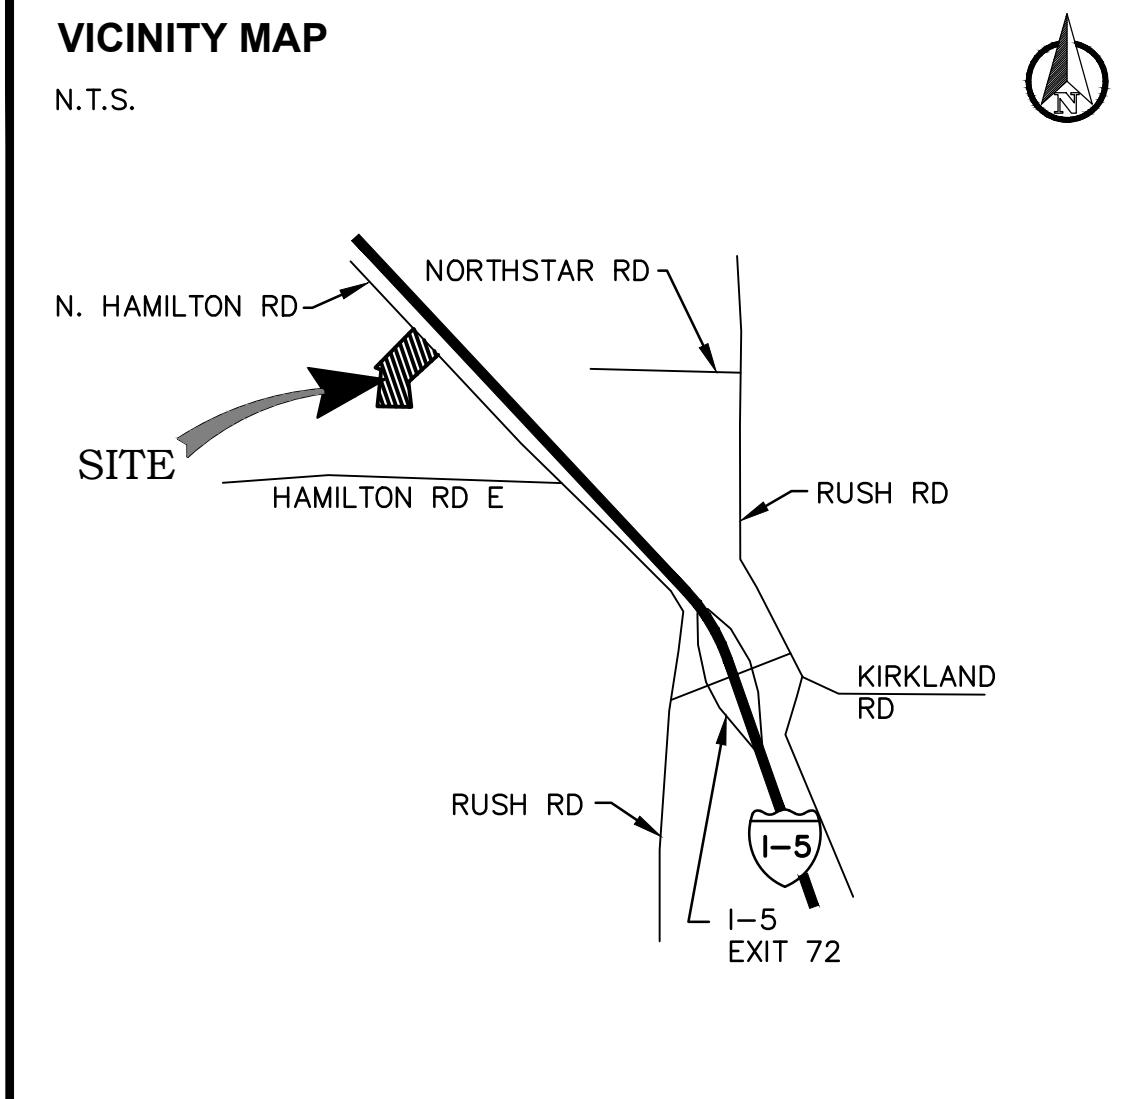 VICINITY MAP
N.T.S.
N
NORTHSTAR RD
N. HAMILTON RD
SITE
HAMILTON RD E
RUSH RD
KIRKLAND
RD
RUSH RD
I-5
I-5
EXIT 72